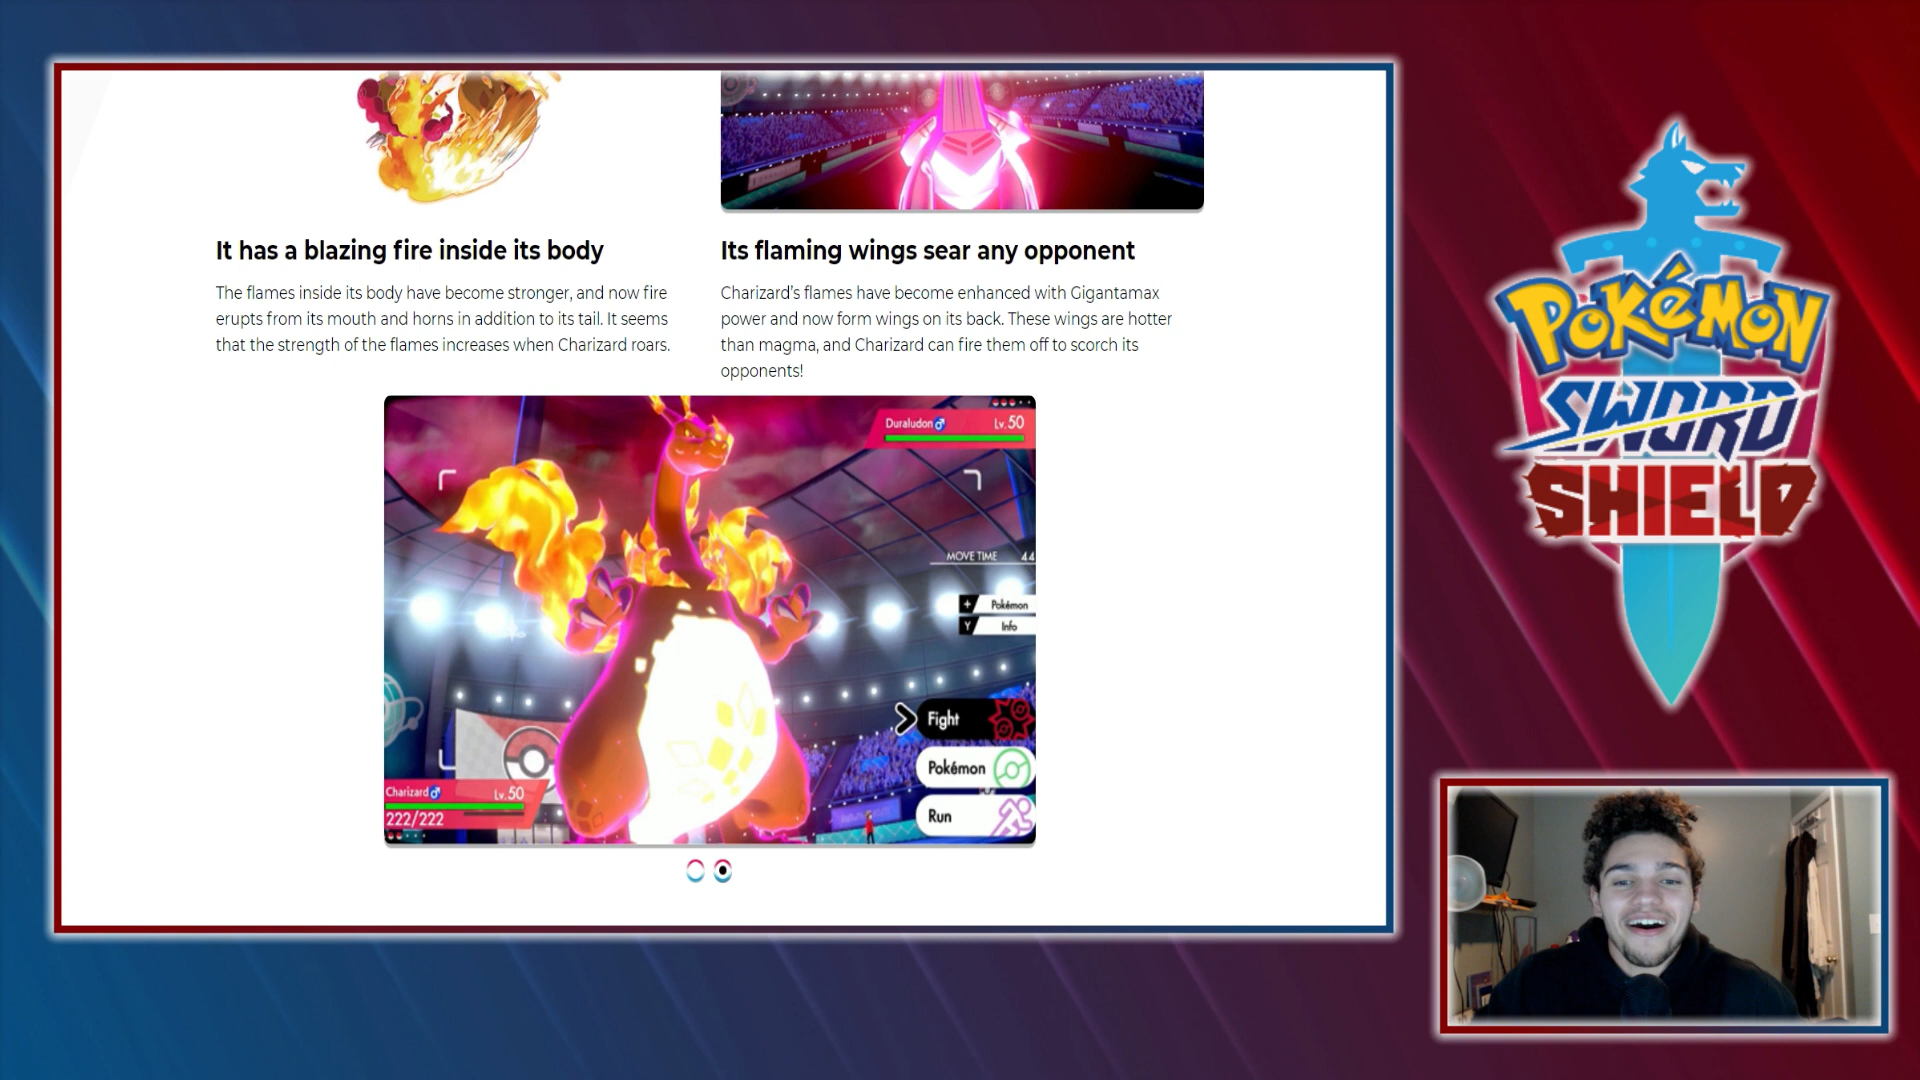 It has a blazing fire inside its body
The flames inside its body have become stronger, and now fire
erupts from its mouth and horns in addition to its tail. It seems
that the strength of the flames increases when Charizard roars.
Its flaming wings sear any opponent
Charizard’s flames have become enhanced with Gigantamax
power and now form wings on its back. These wings are hotter
than magma, and Charizard can fire them off to scorch its
opponents!
Duraludon♂ Lv. 50
MOVE TIME 44
+ Pokémon
Y Info
Fight
Pokémon
Run
Charizard♂ Lv. 50
222/222
POKéMON
SWORD
SHIELD